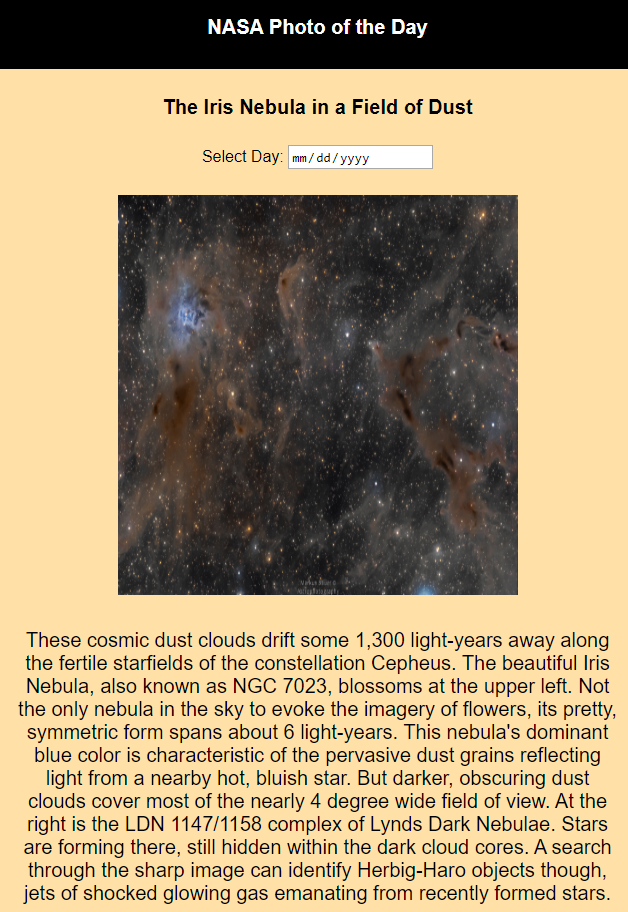 NASA Photo of the Day
The Iris Nebula in a Field of Dust
Select Day: mm/dd/yyyy
These cosmic dust clouds drift some 1,300 light-years away along
the fertile starfields of the constellation Cepheus. The beautiful Iris
Nebula, also known as NGC 7023, blossoms at the upper left. Not
the only nebula in the sky to evoke the imagery of flowers, its pretty,
symmetric form spans about 6 light-years. This nebula's dominant
blue color is characteristic of the pervasive dust grains reflecting
light from a nearby hot, bluish star. But darker, obscuring dust
clouds cover most of the nearly 4 degree wide field of view. At the
right is the LDN 1147/1158 complex of Lynds Dark Nebulae. Stars
are forming there, still hidden within the dark cloud cores. A search
through the sharp image can identify Herbig-Haro objects though,
jets of shocked glowing gas emanating from recently formed stars.